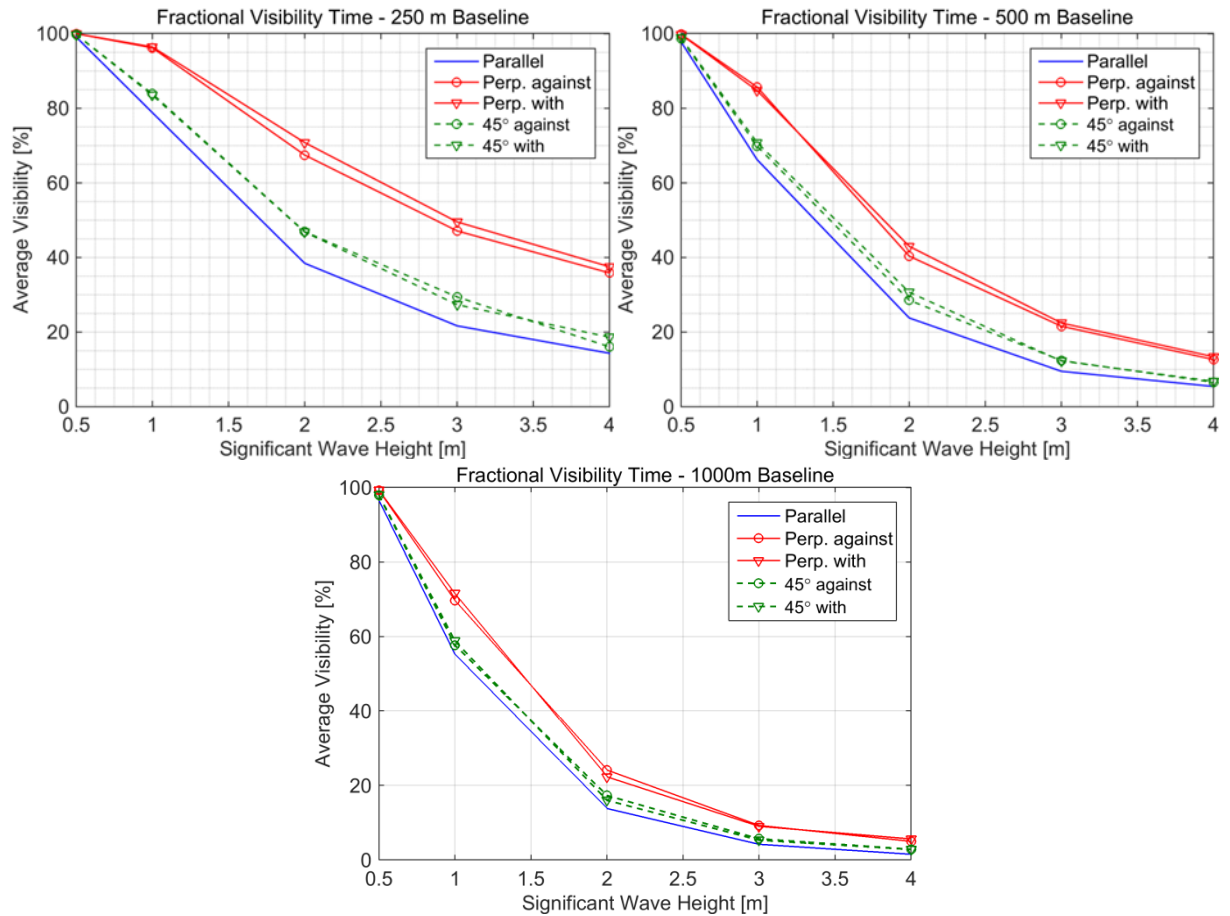 Fractional Visibility Time - 250 m Baseline
Average Visibility [%]
100
80
60
40
20
0
0.5 1 1.5 2 2.5 3 3.5 4
Significant Wave Height [m]
Parallel
Perp. against
Perp. with
45° against
45° with
Fractional Visibility Time - 500 m Baseline
Average Visibility [%]
100
80
60
40
20
0
0.5 1 1.5 2 2.5 3 3.5 4
Significant Wave Height [m]
Parallel
Perp. against
Perp. with
45° against
45° with
Fractional Visibility Time - 1000m Baseline
Average Visibility [%]
100
80
60
40
20
0
0.5 1 1.5 2 2.5 3 3.5 4
Significant Wave Height [m]
Parallel
Perp. against
Perp. with
45° against
45° with